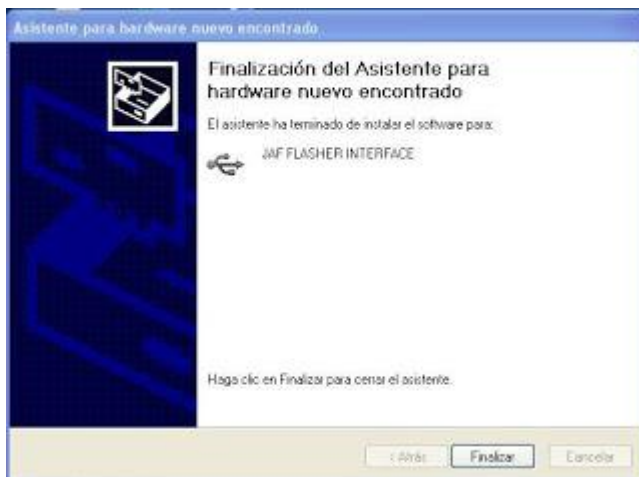 Asistente para hardware nuevo encontrado
Finalización del Asistente para
hardware nuevo encontrado
El asistente ha terminado de instalar el software para:
JAF FLASHER INTERFACE
Haga clic en Finalizar para cerrar el asistente.
< Atrás
Finalizar
Cancelar